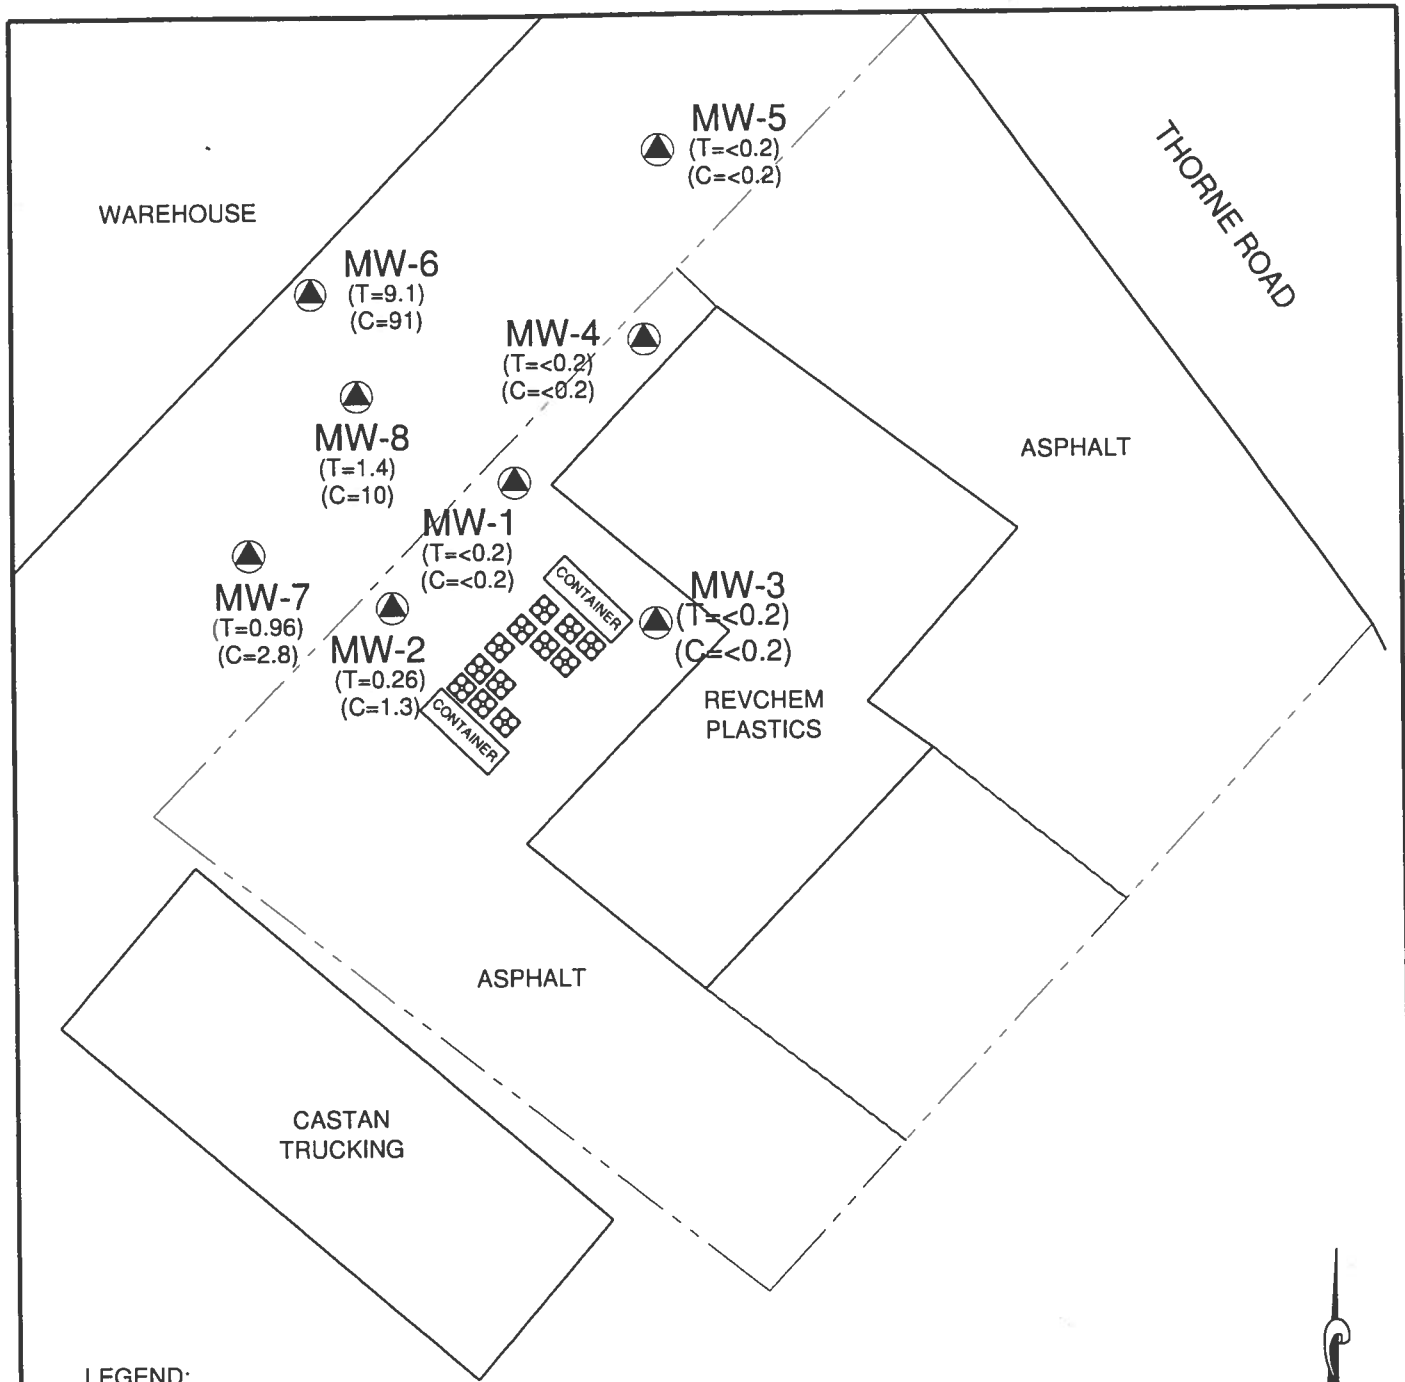 MW-5
(T=<0.2)
(C=<0.2)
THORNE ROAD
WAREHOUSE
MW-6
(T=9.1)
(C=91)
MW-4
(T=<0.2)
(C=<0.2)
MW-8
(T=1.4)
(C=10)
ASPHALT
MW-1
(T=<0.2)
(C=<0.2)
CONTAINER
MW-3
(T=<0.2)
(C=<0.2)
MW-7
(T=0.96)
(C=2.8)
MW-2
(T=0.26)
(C=1.3)
CONTAINER
REVCHEM
PLASTICS
ASPHALT
CASTAN
TRUCKING
LEGEND: